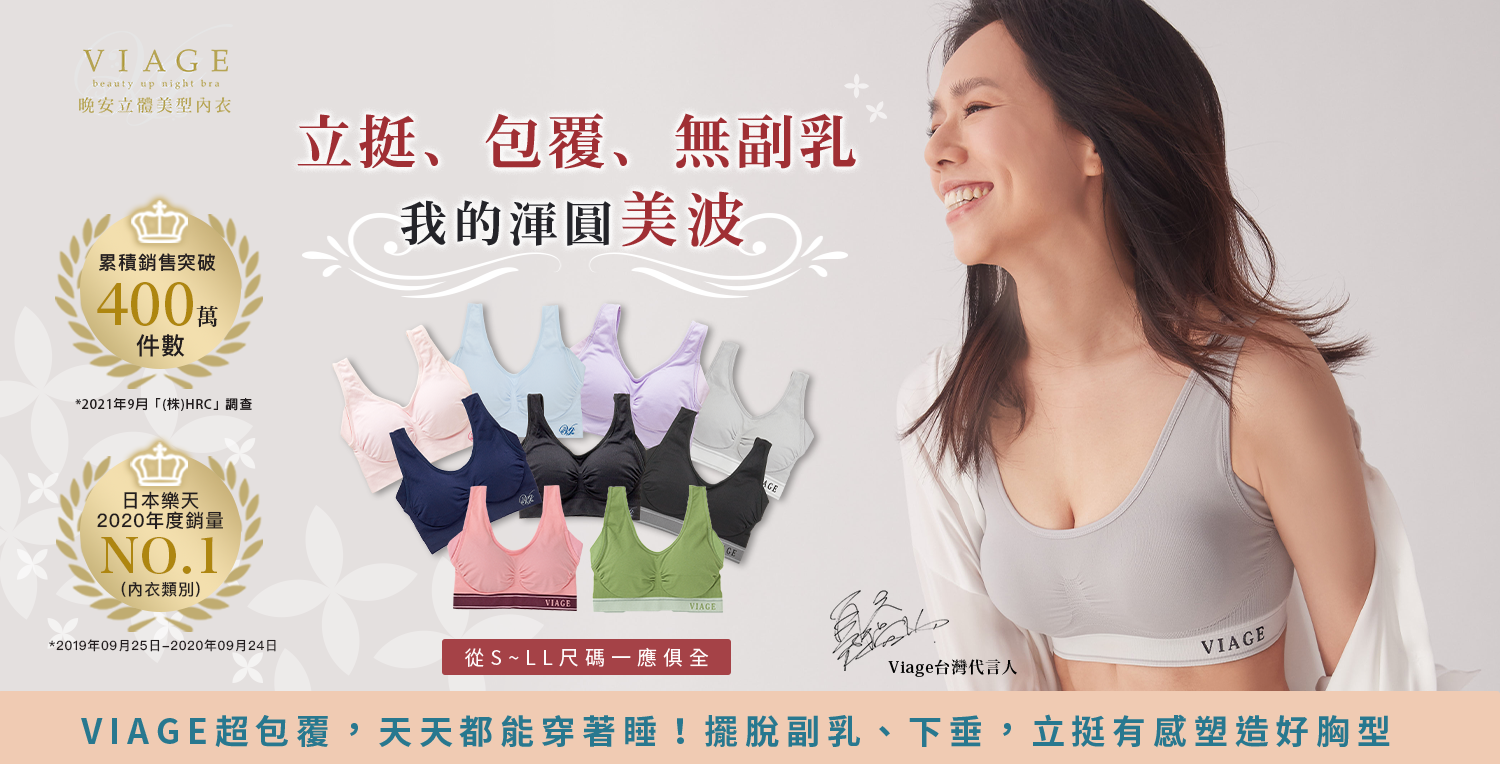 VIAGE
beauty up night bra
晚安立體美型內衣
立挺、包覆、無副乳
我的渾圓美波
累積銷售突破
400萬
件數
*2021年9月「(株)HRC」調查
日本樂天
2020年度銷量
NO.1
(內衣類別)
*2019年09月25日-2020年09月24日
AGE
GE
VIAGE
VIAGE
從S~LL尺碼一應俱全
VIAGE
Viage台灣代言人
VIAGE超包覆，天天都能穿著睡！擺脫副乳、下垂，立挺有感塑造好胸型